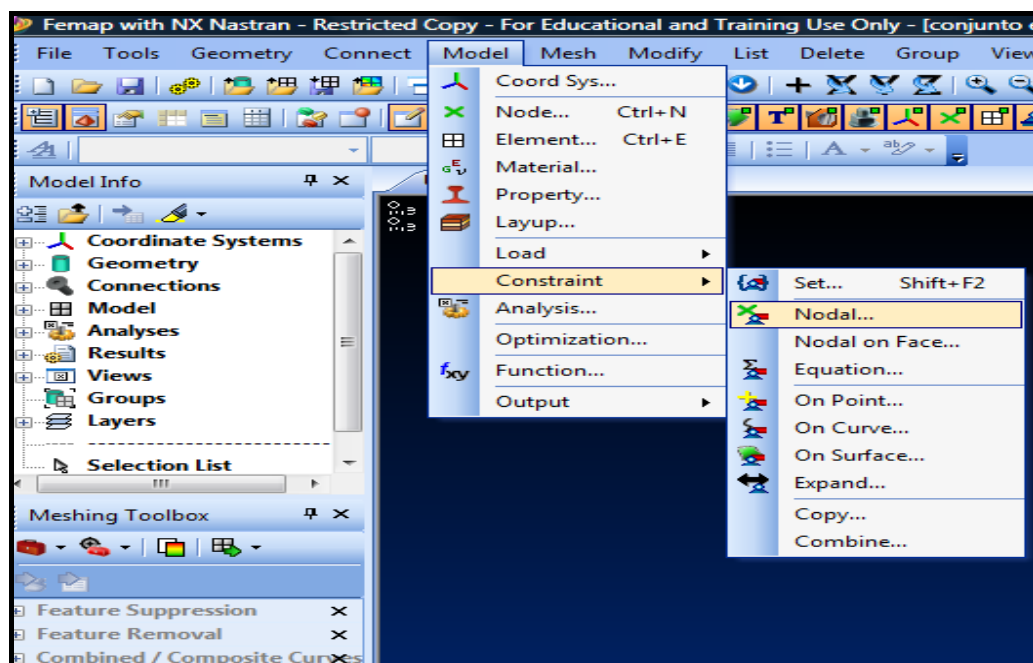 Femap with NX Nastran - Restricted Copy - For Educational and Training Use Only - [conjunto
File Tools Geometry Connect Model Mesh Modify List Delete Group View
Coord Sys...
Node... Ctrl+N
Element... Ctrl+E
Material...
Property...
Layup...
Load
Constraint
Analysis...
Optimization...
Function...
Output
Set... Shift+F2
Nodal...
Nodal on Face...
Equation...
On Point...
On Curve...
On Surface...
Expand...
Copy...
Combine...
Model Info
Coordinate Systems
Geometry
Connections
Model
Analyses
Results
Views
Groups
Layers
Selection List
Meshing Toolbox
Feature Suppression
Feature Removal
Combined / Composite Curves